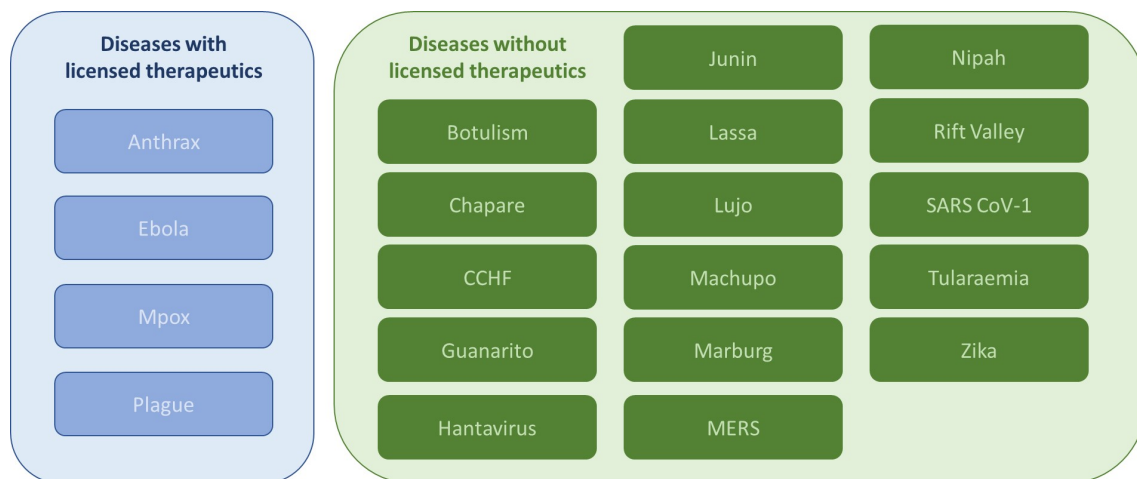 Diseases with
licensed therapeutics
Anthrax
Ebola
Mpox
Plague
Diseases without
licensed therapeutics
Botulism
Chapare
CCHF
Guanarito
Hantavirus
Junin
Lassa
Lujo
Machupo
Marburg
MERS
Nipah
Rift Valley
SARS CoV-1
Tularaemia
Zika